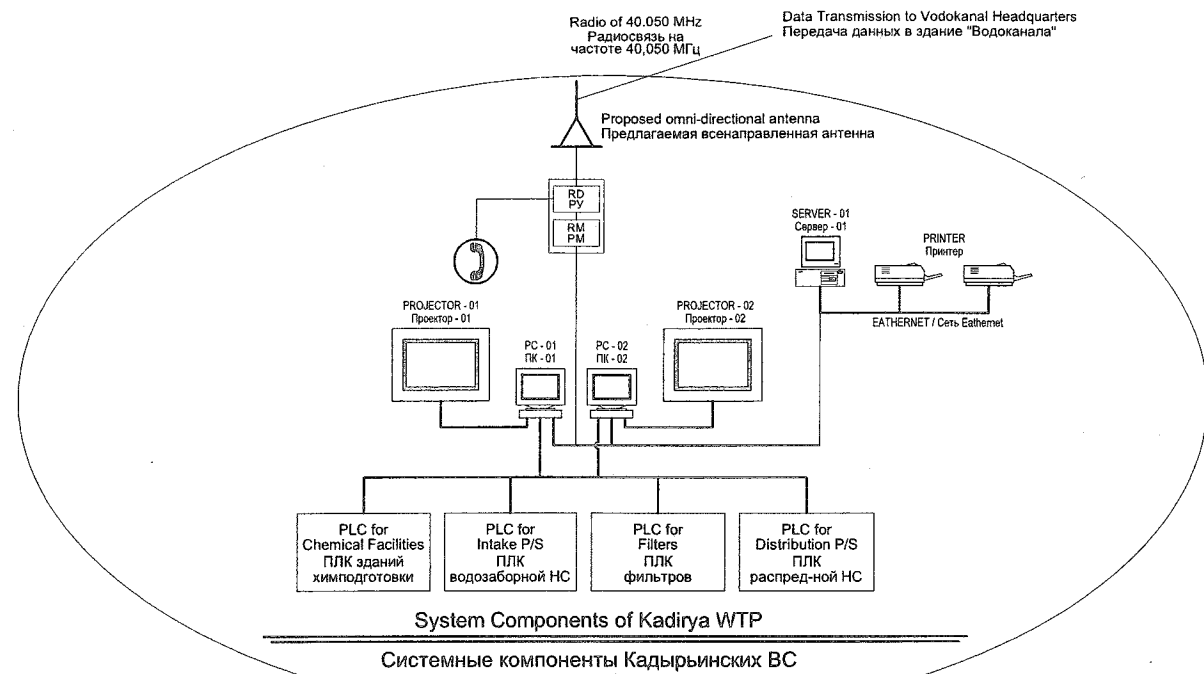 Radio of 40.050 MHz
Радиосвязь на
частоте 40,050 МГц
Data Transmission to Vodokanal Headquarters
Передача данных в здание "Водоканала"
Proposed omni-directional antenna
Предлагаемая всенаправленная антенна
RD
РУ
RM
РМ
SERVER - 01
Сервер - 01
PRINTER
Принтер
EATHERNET / Сеть Eathernet
PROJECTOR - 01
Проектор - 01
PC - 01
ПК - 01
PC - 02
ПК - 02
PROJECTOR - 02
Проектор - 02
PLC for
Chemical Facilities
ПЛК зданий
химподготовки
PLC for
Intake P/S
ПЛК
водозаборной НС
PLC for
Filters
ПЛК
фильтров
PLC for
Distribution P/S
ПЛК
распред-ной НС
System Components of Kadirya WTP
Системные компоненты Кадырьинских ВС